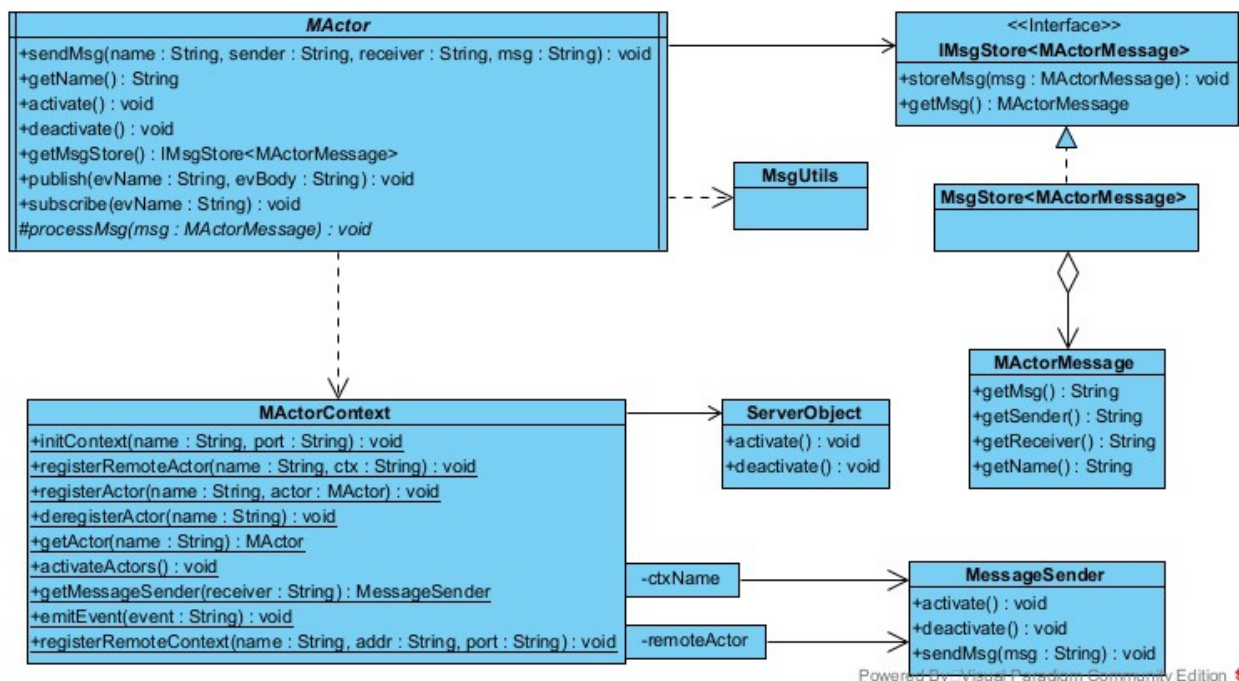 MActor
+sendMsg(name : String, sender : String, receiver : String, msg : String) : void
+getName() : String
+activate() : void
+deactivate() : void
+getMsgStore() : IMsgStore<MActorMessage>
+publish(evName : String, evBody : String) : void
+subscribe(evName : String) : void
#processMsg(msg : MActorMessage) : void
<<Interface>>
IMsgStore<MActorMessage>
+storeMsg(msg : MActorMessage) : void
+getMsg() : MActorMessage
MsgUtils
MsgStore<MActorMessage>
MActorMessage
+getMsg() : String
+getSender() : String
+getReceiver() : String
+getName() : String
MActorContext
+initContext(name : String, port : String) : void
+registerRemoteActor(name : String, ctx : String) : void
+registerActor(name : String, actor : MActor) : void
+deregisterActor(name : String) : void
+getActor(name : String) : MActor
+activateActors() : void
+getMessageSender(receiver : String) : MessageSender
+emitEvent(event : String) : void
+registerRemoteContext(name : String, addr : String, port : String) : void
ServerObject
+activate() : void
+deactivate() : void
-ctxName
-remoteActor
MessageSender
+activate() : void
+deactivate() : void
+sendMsg(msg : String) : void
Powered By: Visual Paradigm Community Edition